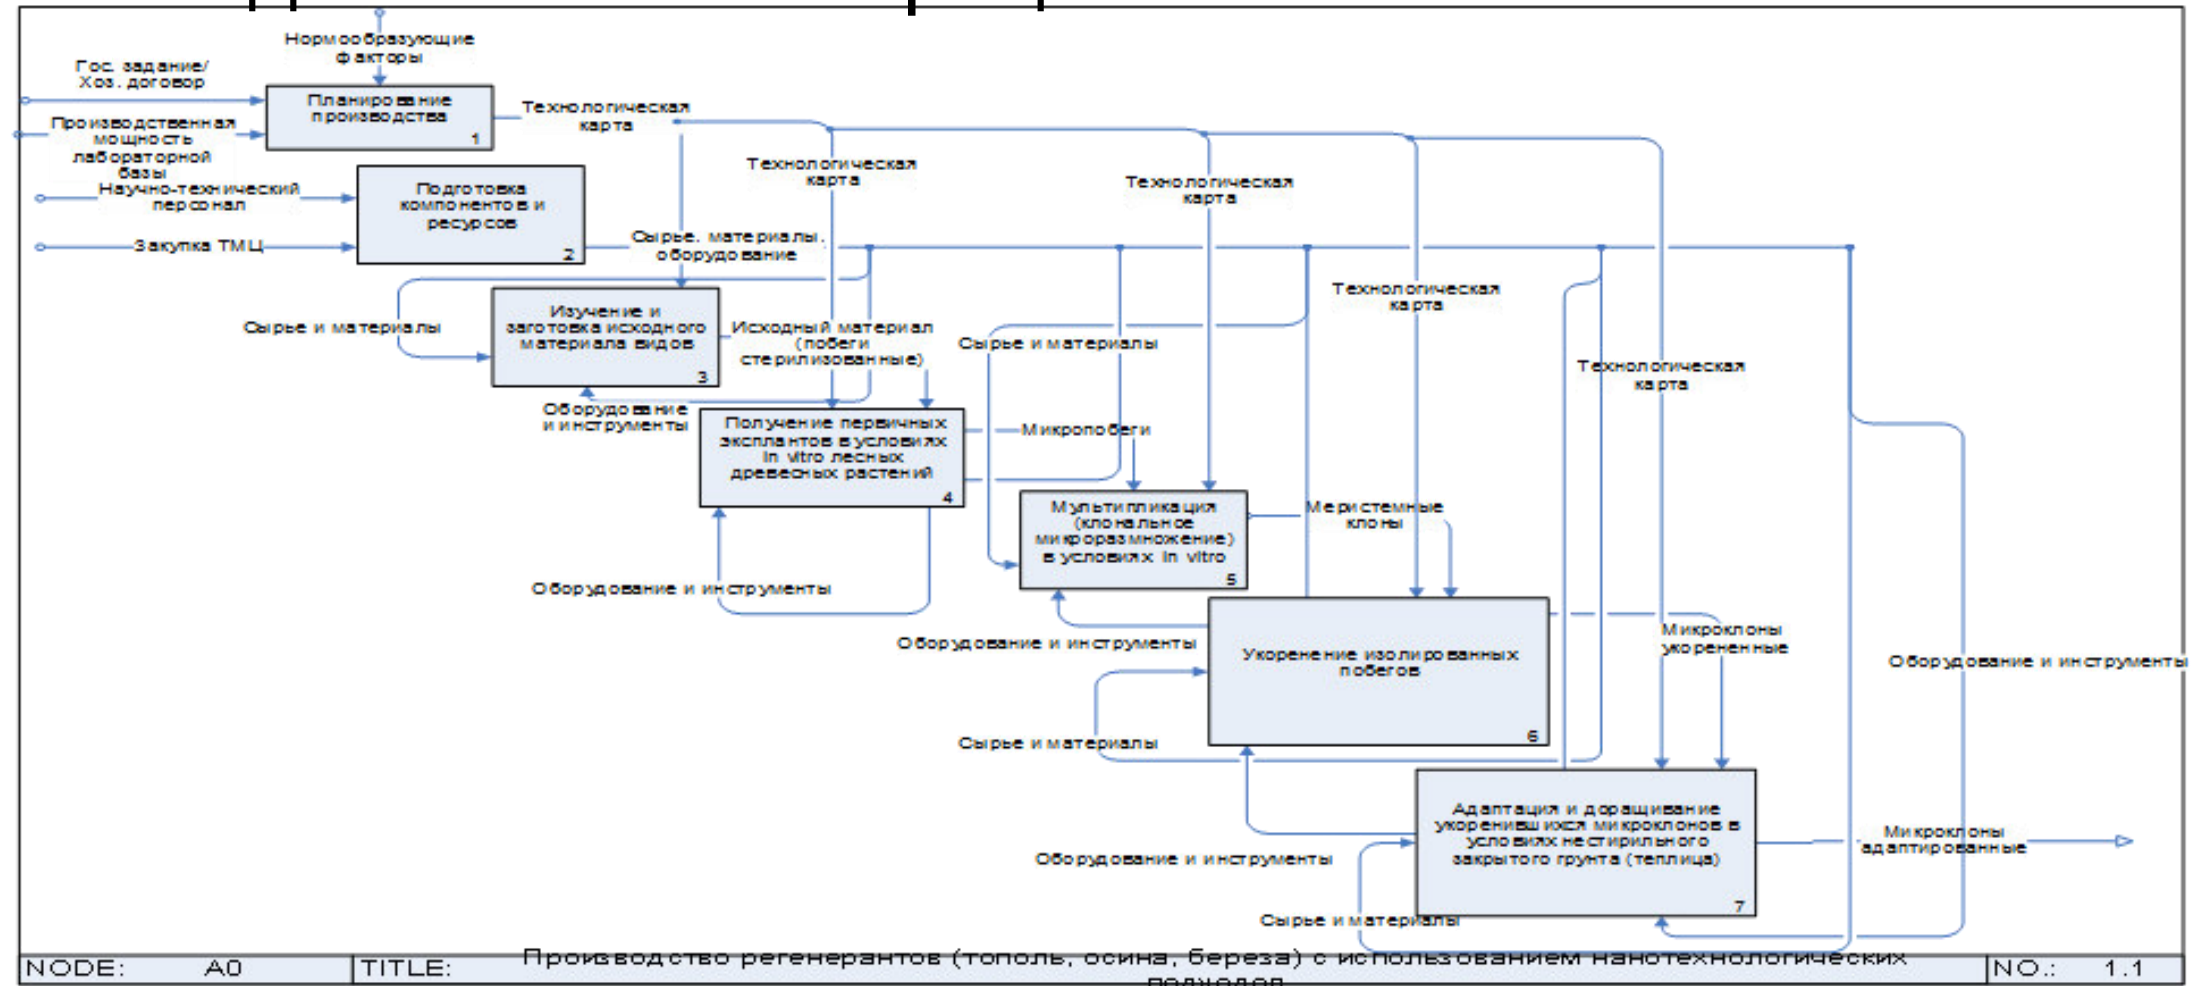 Нормообразующие
факторы
Гос. задание/
Хоз. договор
Планирование
производства
1
Технологическая
карта
Производственная
мощность
лабораторной
базы
Научно-технический
персонал
Подготовка
компонентов и
ресурсов
2
Закупка ТМЦ
Технологическая
карта
Технологическая
карта
Сырье, материалы,
оборудование
Технологическая
карта
Изучение и
заготовка исходного
материала видов
3
Сырье и материалы
Исходный материал
(побеги
стерилизованные)
Сырье и материалы
Технологическая
карта
Оборудование
и инструменты
Получение первичных
эксплантов в условиях
in vitro лесных
древесных растений
4
Микропобеги
Мультипликация
(клональное
микроразмножение)
в условиях in vitro
5
Меристемные
клоны
Оборудование и инструменты
Оборудование и инструменты
Укоренение изолированных
побегов
6
Микроклоны
укорененные
Оборудование и инструменты
Сырье и материалы
Адаптация и доращивание
укоренившихся микроклонов в
условиях нестирильного
закрытого грунта (теплица)
7
Микроклоны
адаптированные
Оборудование и инструменты
Сырье и материалы
NODE: A0
TITLE:
Производство регенерантов (тополь, осина, береза) с использованием нанотехнологических
подходов
NO.: 1.1